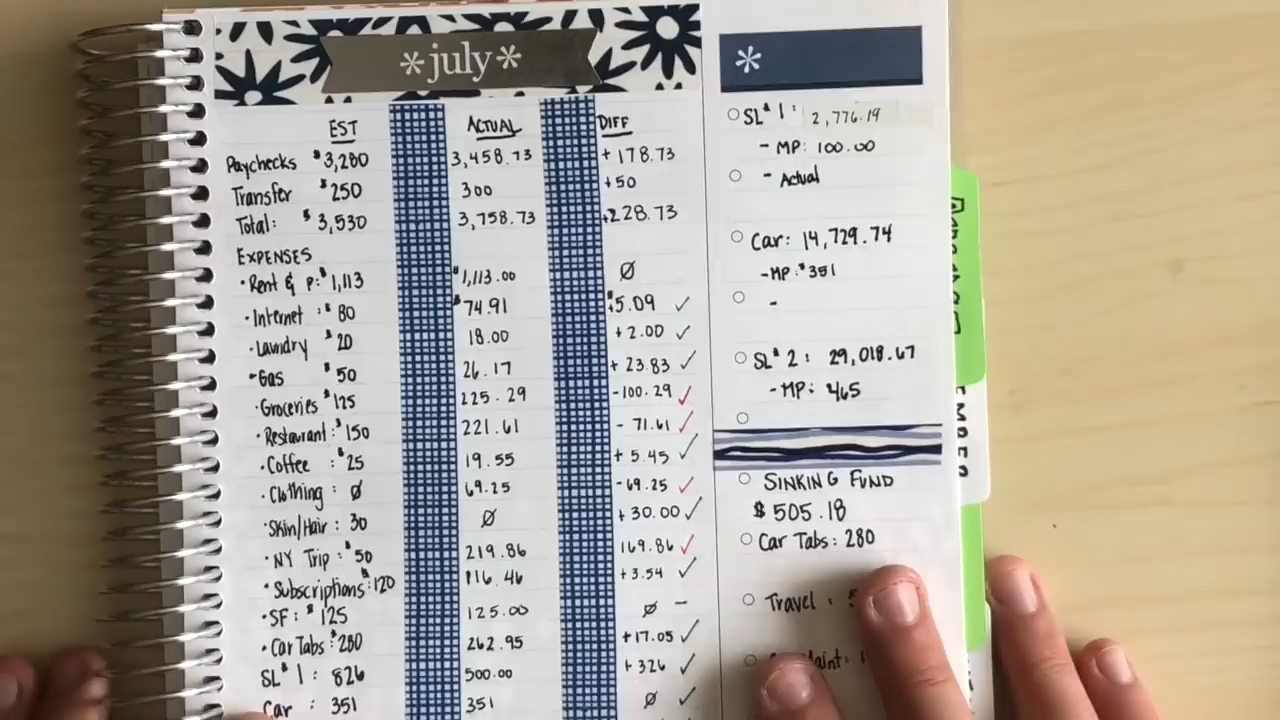 *july*
EST ACTUAL DIFF
Paychecks $3,280 3,458.73 +178.73
Transfer $250 300 +50
Total: $3,530 3,758.73 +228.73
EXPENSES
• Rent & P: $1,113 $1,113.00 Ø
• Internet: $80 $74.91 $5.09 ✓
• Laundry $20 18.00 +2.00 ✓
• Gas $50 26.17 +23.83 ✓
• Groceries $125 225.29 -100.29 ✓
• Restaurant: $150 221.61 -71.61 ✓
• Coffee: $25 19.55 +5.45 ✓
• Clothing: Ø 69.25 -69.25 ✓
• Skin/Hair: 30 Ø +30.00 ✓
• NY Trip: $50 219.86 169.86 ✓
• Subscriptions: $120 116.46 +3.54 ✓
• SF: $125 125.00 Ø -
• Car Tabs: $280 262.95 +17.05 ✓
SL# 1: 826 500.00 +326 ✓
Car: 351 351 Ø ✓
*
SL# 1: 2,776.19
- MP: 100.00
- Actual
Car: 14,729.74
- MP: $351
-
SL# 2: 29,018.67
- MP: 465
SINKING FUND
$505.18
Car Tabs: 280
Travel: